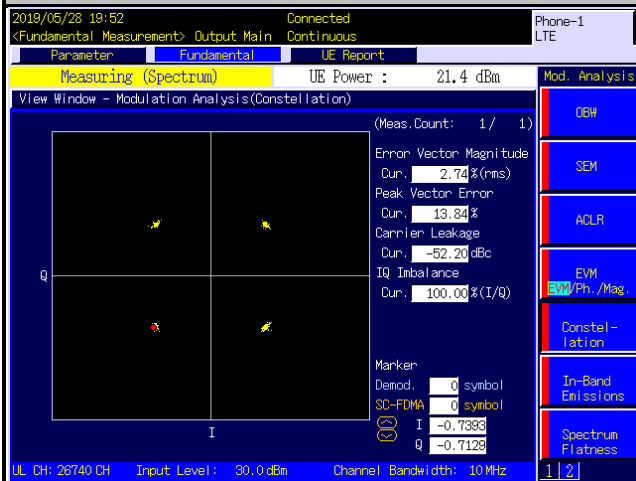 2019/05/28 19:52 Connected Phone-1
<Fundamental Measurement> Output Main Continuous LTE
Parameter Fundamental UE Report
Measuring (Spectrum) UE Power : 21.4 dBm Mod. Analysis
View Window - Modulation Analysis(Constellation)
(Meas.Count: 1/ 1)
OBW
Error Vector Magnitude
Cur. 2.74 %(rms)
SEM
Peak Vector Error
Cur. 13.84 %
ACLR
Carrier Leakage
Cur. -52.20 dBc
Q
IQ Imbalance
Cur. 100.00 %(I/Q)
EVM
EVM/Ph./Mag.
Constel-
lation
Marker
Demod. 0 symbol
SC-FDMA 0 symbol
I -0.7393
Q -0.7129
I
In-Band
Emissions
Spectrum
Flatness
UL CH: 26740 CH Input Level: 30.0 dBm Channel Bandwidth: 10 MHz 1 2